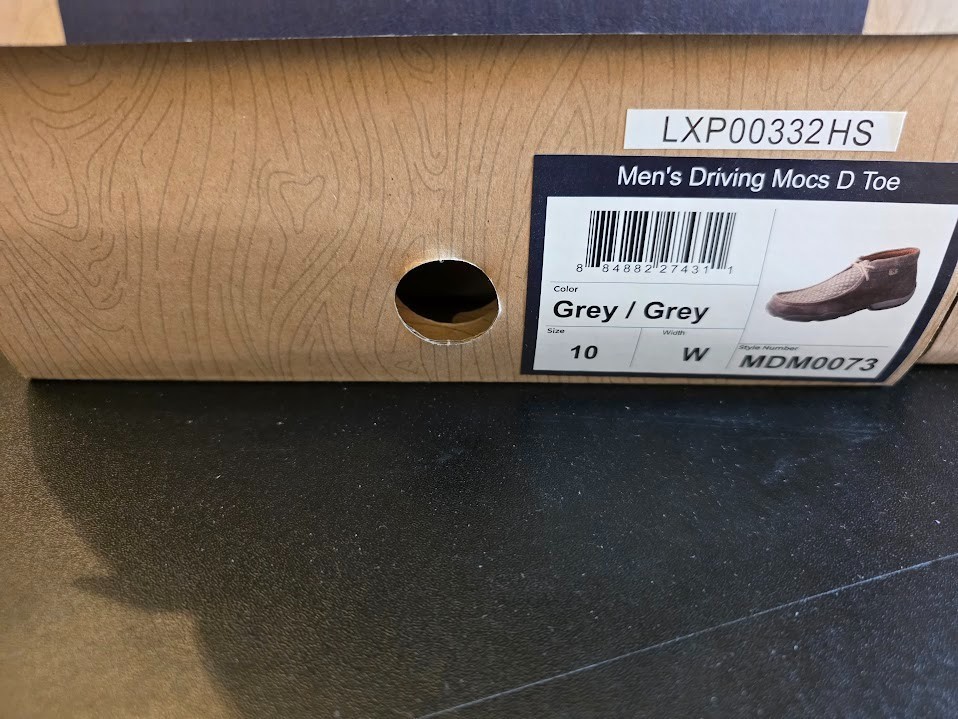 LXP00332HS
Men's Driving Mocs D Toe
8 84882 27431 1
Color
Grey / Grey
Size
Width
10
W
Style Number
MDM0073